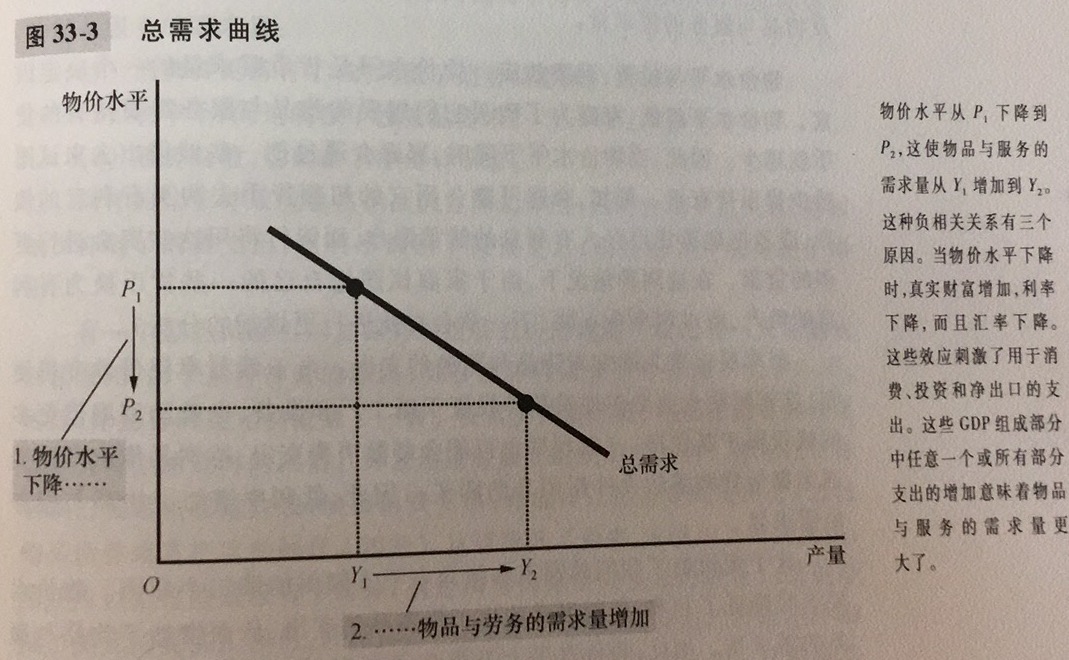 图 33-3 总需求曲线
物价水平
P₁
P₂
1. 物价水平
下降……
总需求
产量
O
Y₁
Y₂
2. ……物品与劳务的需求量增加
物价水平从 P₁ 下降到
P₂,这使物品与服务的
需求量从 Y₁ 增加到 Y₂。
这种负相关关系有三个
原因。当物价水平下降
时,真实财富增加,利率
下降,而且汇率下降。
这些效应刺激了用于消
费、投资和净出口的支
出。这些 GDP 组成部分
中任意一个或所有部分
支出的增加意味着物品
与服务的需求量更
大了。